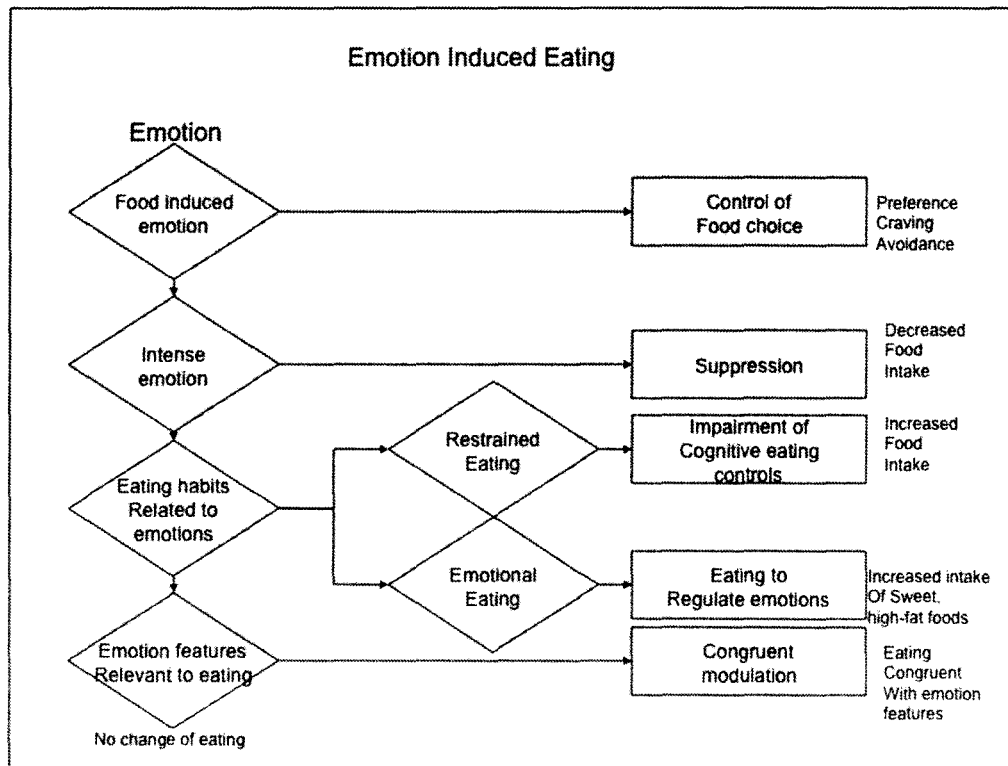 Emotion Induced Eating
Emotion
Food induced
emotion
Control of
Food choice
Preference
Craving
Avoidance
Intense
emotion
Suppression
Decreased
Food
Intake
Eating habits
Related to
emotions
Restrained
Eating
Impairment of
Cognitive eating
controls
Increased
Food
Intake
Emotional
Eating
Eating to
Regulate emotions
Increased intake
Of Sweet,
high-fat foods
Emotion features
Relevant to eating
Congruent
modulation
Eating
Congruent
With emotion
features
No change of eating